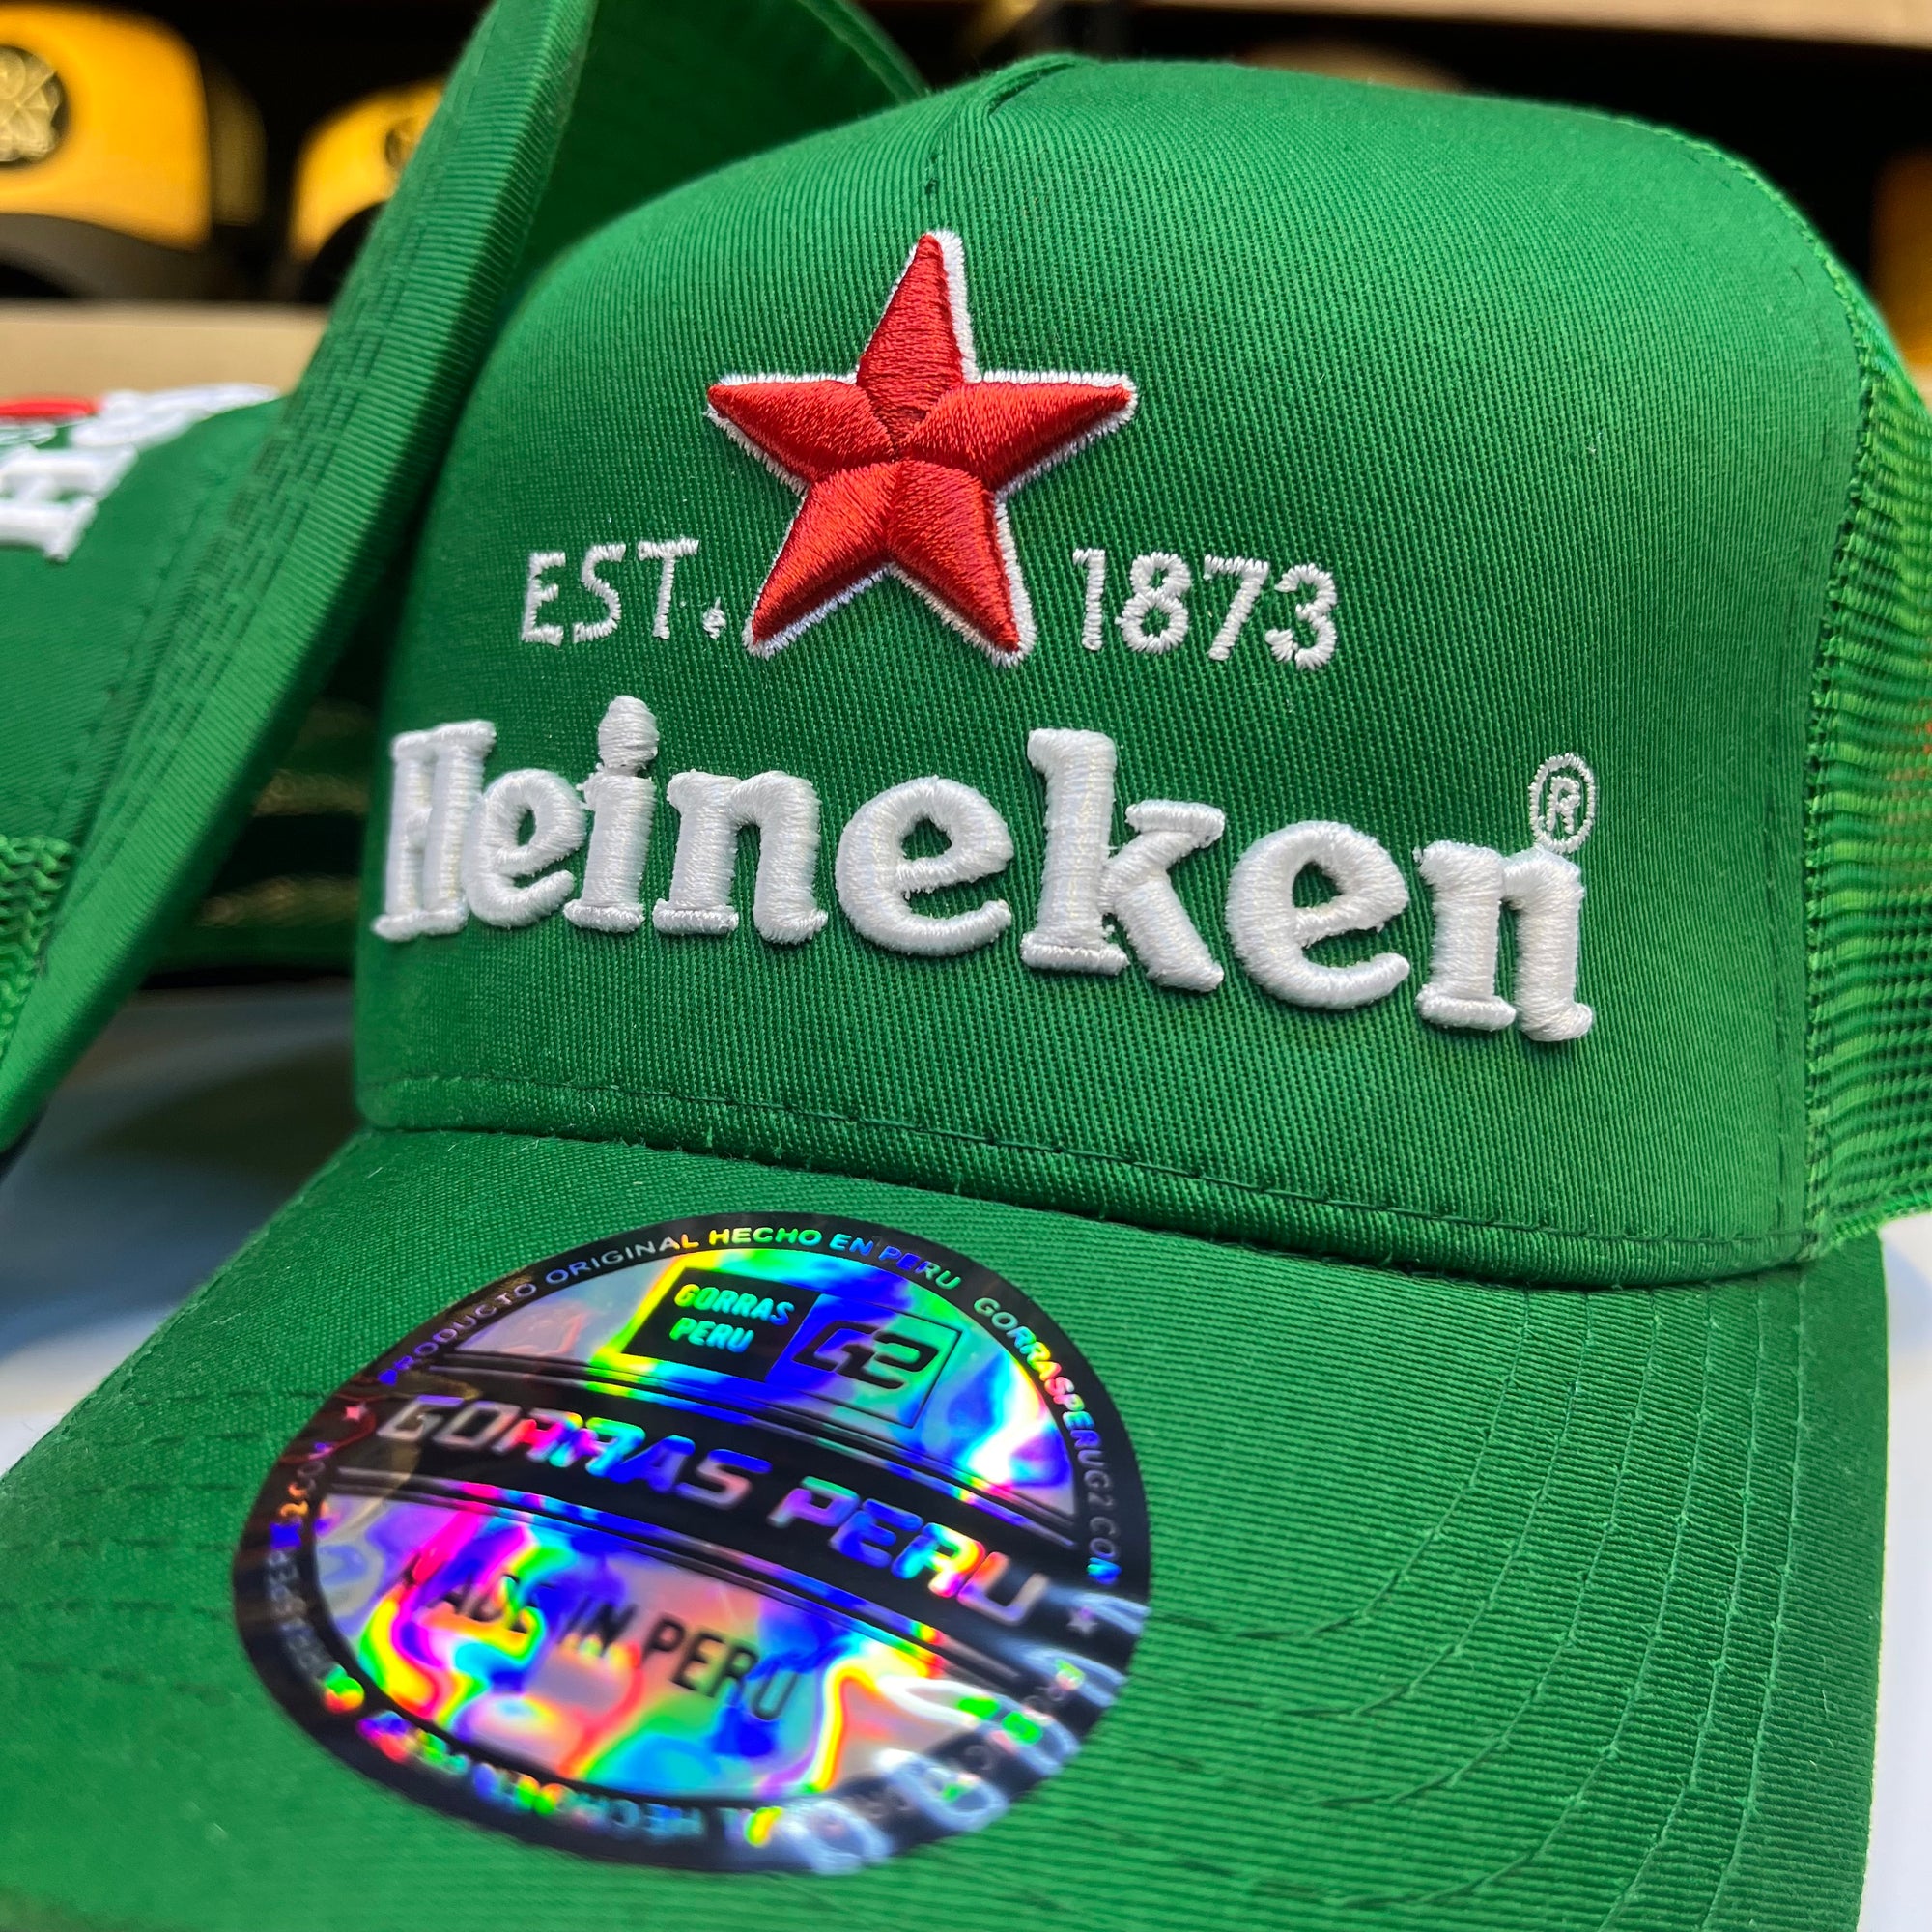 EST. 1873
Heineken®
PRODUCTO ORIGINAL HECHO EN PERU GORRASPERUG2.COM
GORRAS
PERU
G2
GORRAS PERU
MADE IN PERU